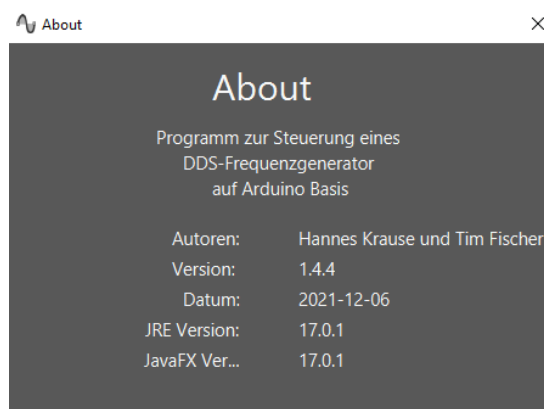 About
About
Programm zur Steuerung eines
DDS-Frequenzgenerator
auf Arduino Basis
Autoren: Hannes Krause und Tim Fischer
Version: 1.4.4
Datum: 2021-12-06
JRE Version: 17.0.1
JavaFX Ver... 17.0.1